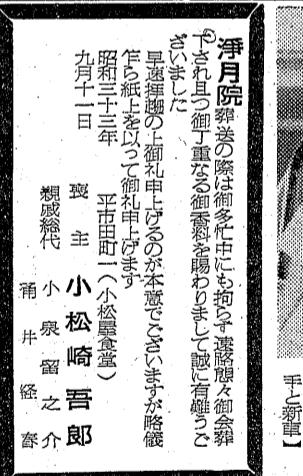 淨月院葬送の際は御多忙中にも拘らず遠路態々御会葬
下され且つ御丁重なる御香料を賜わりまして誠に有難うご
ざいました
早速拝趨の上御礼申上げるのが本意でございますが略儀
乍ら紙上を以って御礼申上げます
昭和三十三年
九月十一日
平市田町一(小松屋食堂)
喪主 小松崎吾郎
親戚総代 小泉留之介
筒井経斎
手と新車】